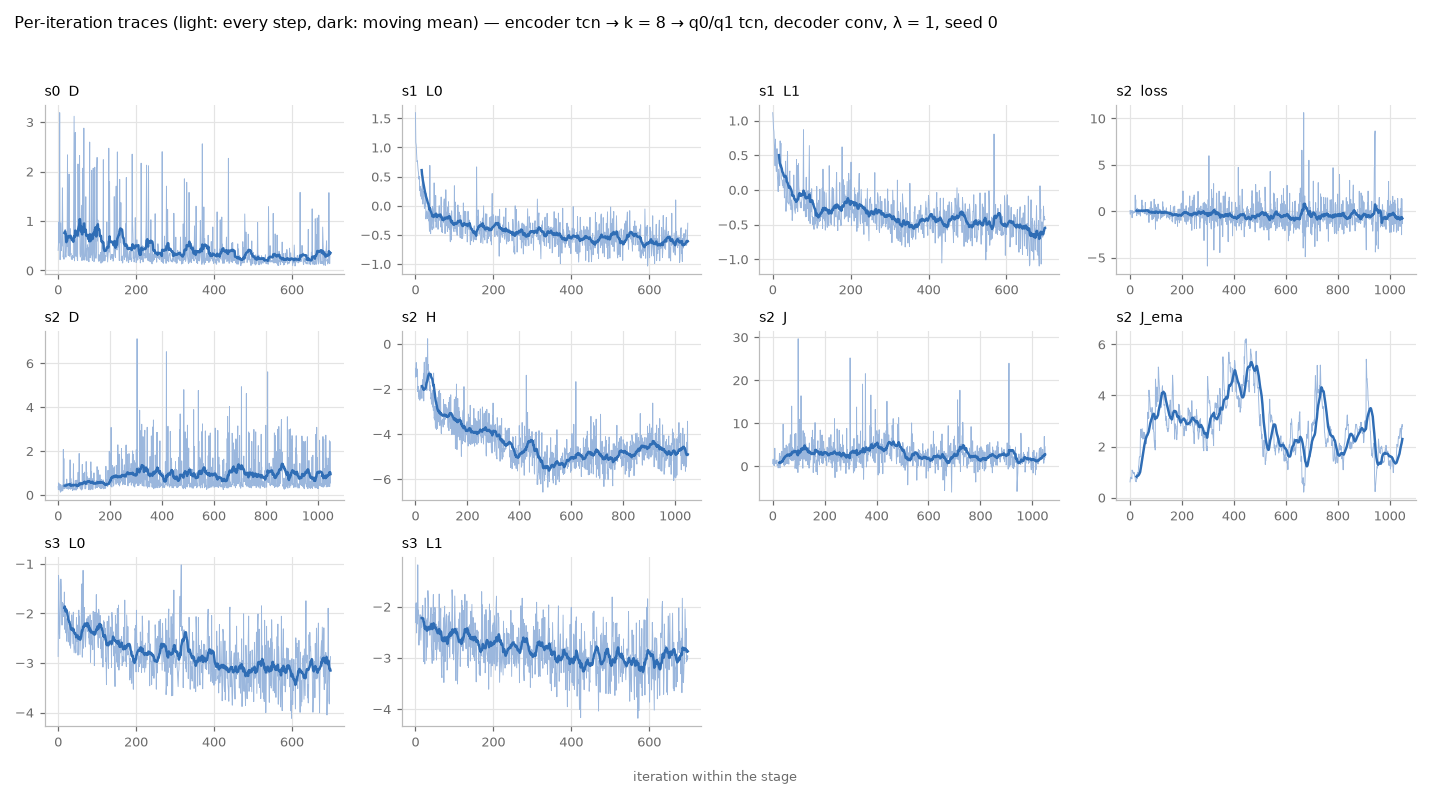 Per-iteration traces (light: every step, dark: moving mean) — encoder tcn → k = 8 → q0/q1 tcn, decoder conv, λ = 1, seed 0
s0 D
3
2
1
0
0 200 400 600
s1 L0
1.5
1.0
0.5
0.0
−0.5
−1.0
0 200 400 600
s1 L1
1.0
0.5
0.0
−0.5
−1.0
0 200 400 600
s2 loss
10
5
0
−5
0 200 400 600 800 1000
s2 D
6
4
2
0
0 200 400 600 800 1000
s2 H
0
−2
−4
−6
0 200 400 600 800 1000
s2 J
30
20
10
0
0 200 400 600 800 1000
s2 J_ema
6
4
2
0
0 200 400 600 800 1000
s3 L0
−1
−2
−3
−4
0 200 400 600
s3 L1
−2
−3
−4
0 200 400 600
iteration within the stage